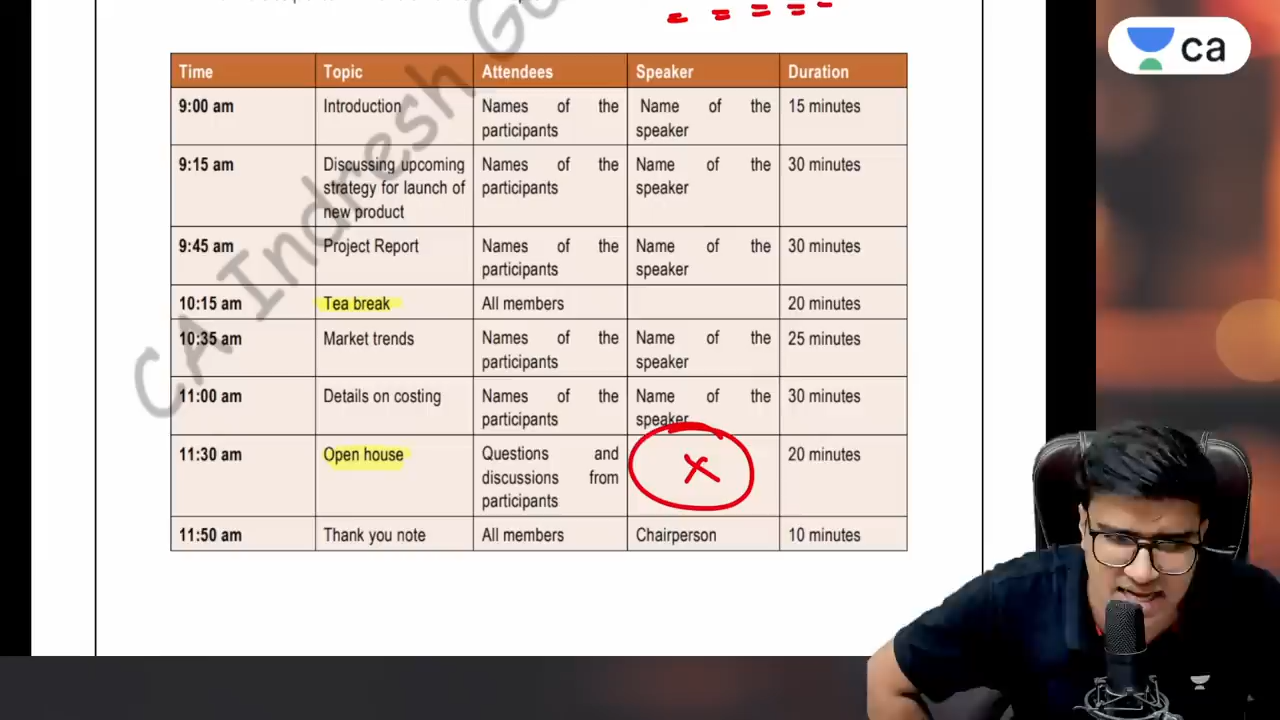 ca
Time Topic Attendees Speaker Duration
9:00 am Introduction Names of the participants Name of the speaker 15 minutes
9:15 am Discussing upcoming strategy for launch of new product Names of the participants Name of the speaker 30 minutes
9:45 am Project Report Names of the participants Name of the speaker 30 minutes
10:15 am Tea break All members 20 minutes
10:35 am Market trends Names of the participants Name of the speaker 25 minutes
11:00 am Details on costing Names of the participants Name of the speaker 30 minutes
11:30 am Open house Questions and discussions from participants 20 minutes
11:50 am Thank you note All members Chairperson 10 minutes
CA Indresh